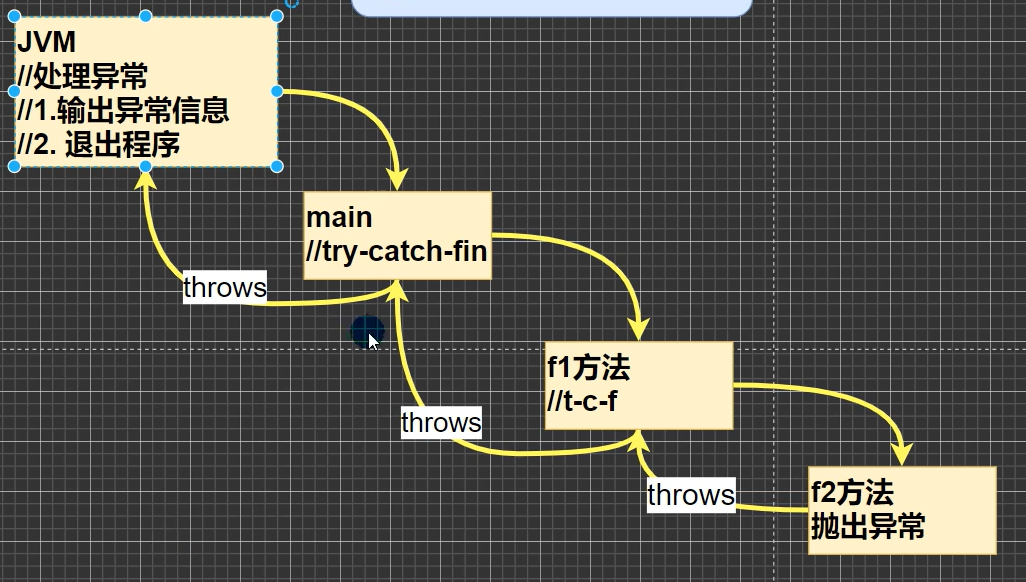 JVM
//处理异常
//1.输出异常信息
//2. 退出程序
main
//try-catch-fin
throws
f1方法
//t-c-f
throws
f2方法
抛出异常
throws